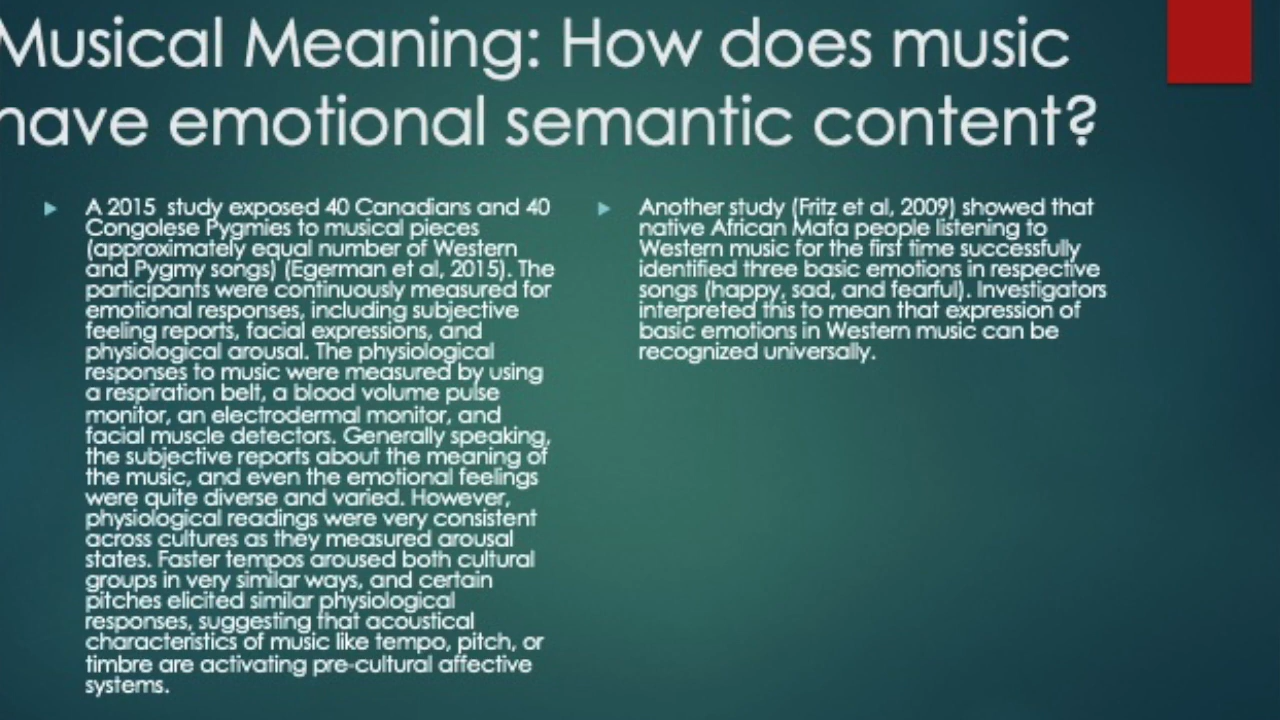 Musical Meaning: How does music
have emotional semantic content?
A 2015 study exposed 40 Canadians and 40
Congolese Pygmies to musical pieces
(approximately equal number of Western
and Pygmy songs) (Egerman et al, 2015). The
participants were continuously measured for
emotional responses, including subjective
feeling reports, facial expressions, and
physiological arousal. The physiological
responses to music were measured by using
a respiration belt, a blood volume pulse
monitor, an electrodermal monitor, and
facial muscle detectors. Generally speaking,
the subjective reports about the meaning of
the music, and even the emotional feelings
were quite diverse and varied. However,
physiological readings were very consistent
across cultures as they measured arousal
states. Faster tempos aroused both cultural
groups in very similar ways, and certain
pitches elicited similar physiological
responses, suggesting that acoustical
characteristics of music like tempo, pitch, or
timbre are activating pre-cultural affective
systems.
Another study (Fritz et al, 2009) showed that
native African Mafa people listening to
Western music for the first time successfully
identified three basic emotions in respective
songs (happy, sad, and fearful). Investigators
interpreted this to mean that expression of
basic emotions in Western music can be
recognized universally.